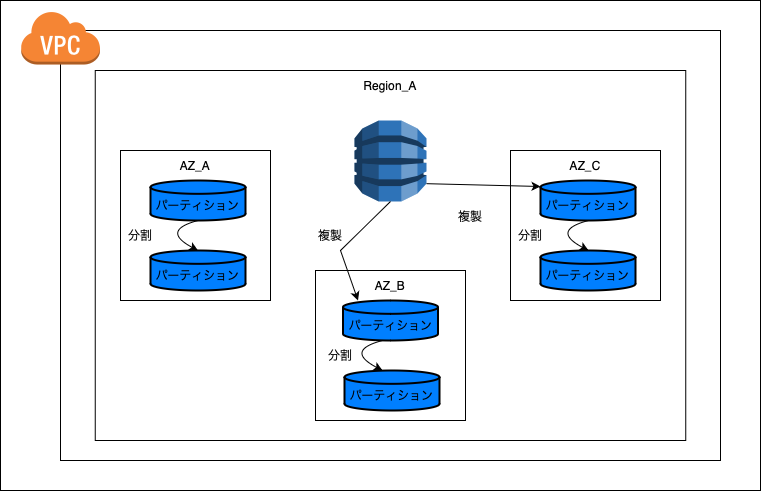 VPC
Region_A
AZ_A
パーティション
分割
パーティション
複製
複製
AZ_B
パーティション
分割
パーティション
AZ_C
パーティション
分割
パーティション